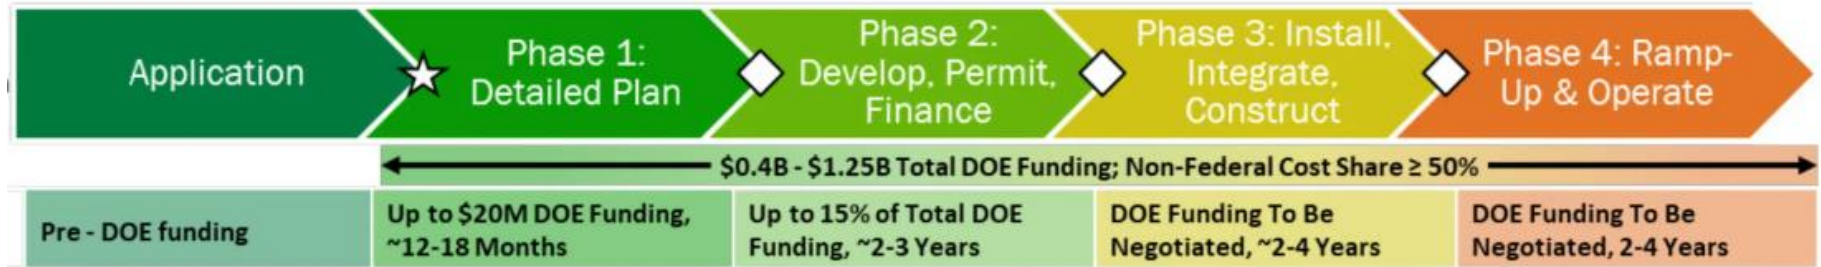 Application
Phase 1:
Detailed Plan
Phase 2:
Develop, Permit,
Finance
Phase 3: Install,
Integrate,
Construct
Phase 4: Ramp-
Up & Operate
$0.4B - $1.25B Total DOE Funding; Non-Federal Cost Share ≥ 50%
Pre - DOE funding
Up to $20M DOE Funding,
~12-18 Months
Up to 15% of Total DOE
Funding, ~2-3 Years
DOE Funding To Be
Negotiated, ~2-4 Years
DOE Funding To Be
Negotiated, 2-4 Years